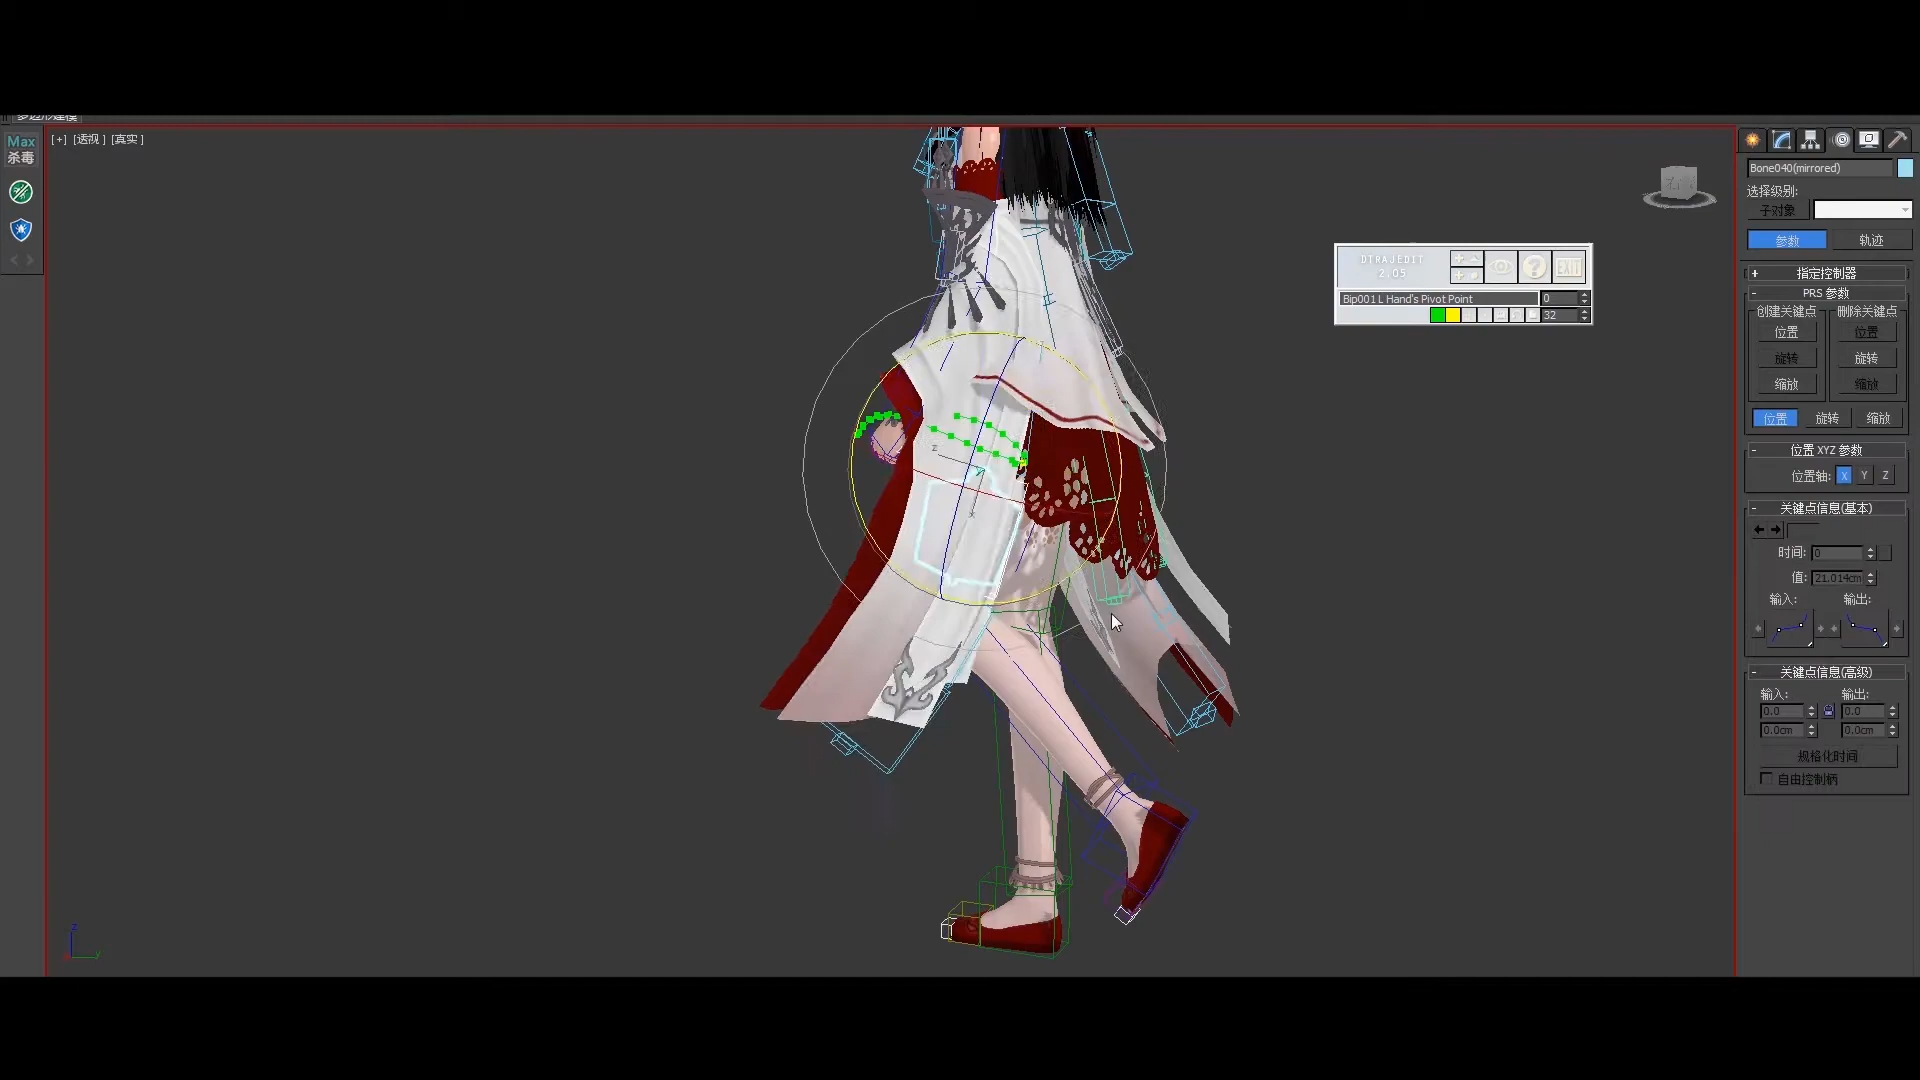 多边形建模
Max
杀毒
[+] [透视] [真实]
Bone040(mirrored)
选择级别:
子对象
参数 轨迹
+ 指定控制器
- PRS 参数
创建关键点 删除关键点
位置 位置
旋转 旋转
缩放 缩放
位置 旋转 缩放
- 位置 XYZ 参数
位置轴: X Y Z
- 关键点信息(基本)
时间: 0
值: 21.014cm
输入: 输出:
- 关键点信息(高级)
输入: 输出:
0.0 0.0
0.0cm 0.0cm
规格化时间
自由控制柄
DTRAJEDIT
2.05
? EXIT
Bip001 L Hand's Pivot Point 0
32
z
x
z
y